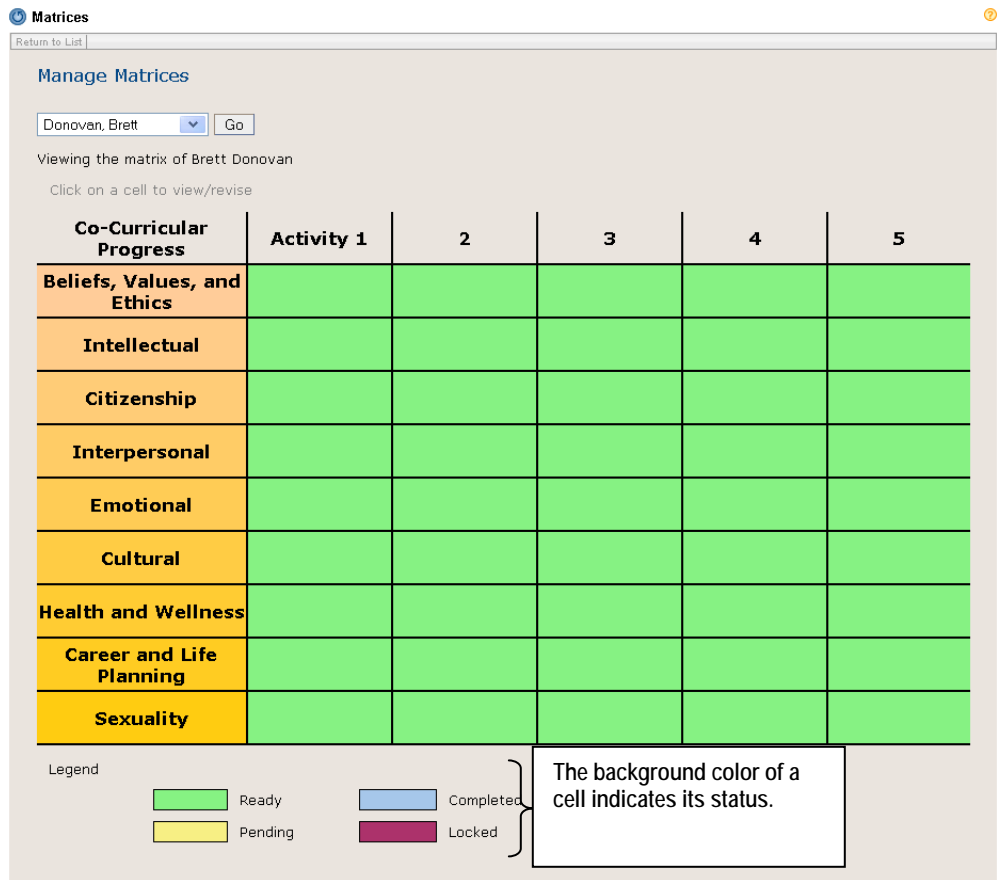 Matrices
Return to List
Manage Matrices
Donovan, Brett
Go
Viewing the matrix of Brett Donovan
Click on a cell to view/revise
Co-Curricular
Progress
Activity 1
2
3
4
5
Beliefs, Values, and
Ethics
Intellectual
Citizenship
Interpersonal
Emotional
Cultural
Health and Wellness
Career and Life
Planning
Sexuality
Legend
Ready
Completed
Pending
Locked
The background color of a
cell indicates its status.